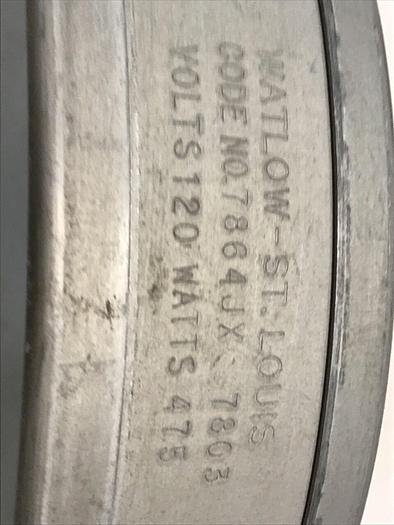 WATLOW-ST. LOUIS
CODE NO. 7864JX 7803
VOLTS 120 WATTS 475